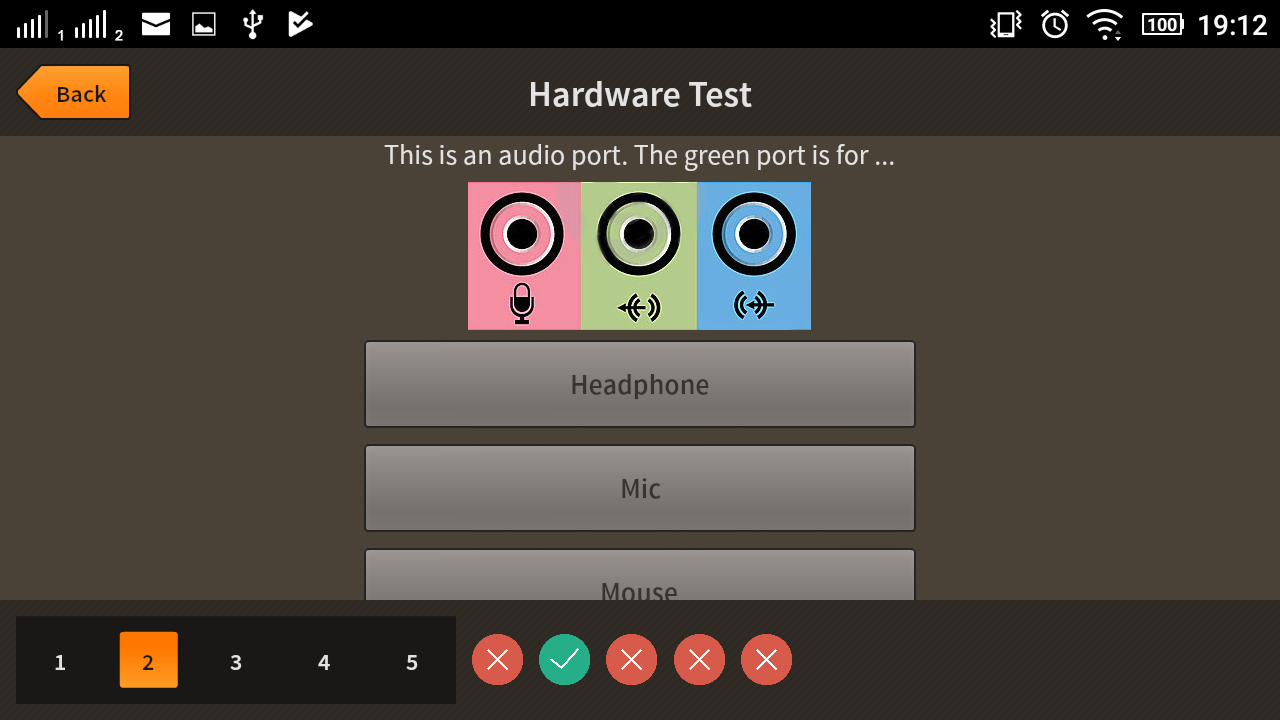 1 2 100 19:12
Back Hardware Test
This is an audio port. The green port is for ...
Headphone
Mic
Mouse
1 2 3 4 5